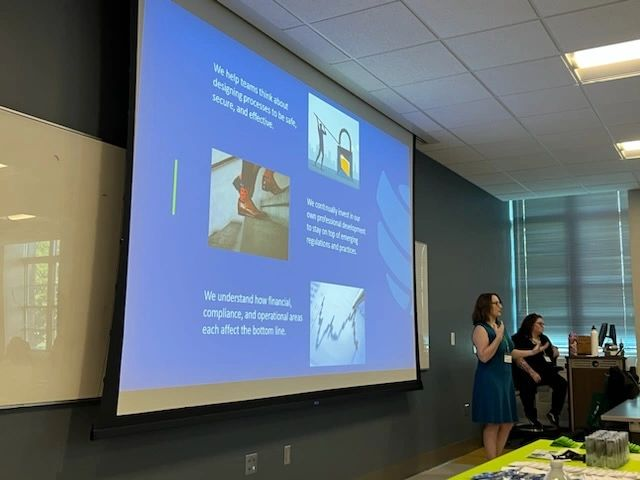 We help teams think about
designing processes to be safe,
secure, and effective.
We continually invest in our
own professional development
to stay on top of emerging
regulations and practices.
We understand how financial,
compliance, and operational areas
each affect the bottom line.